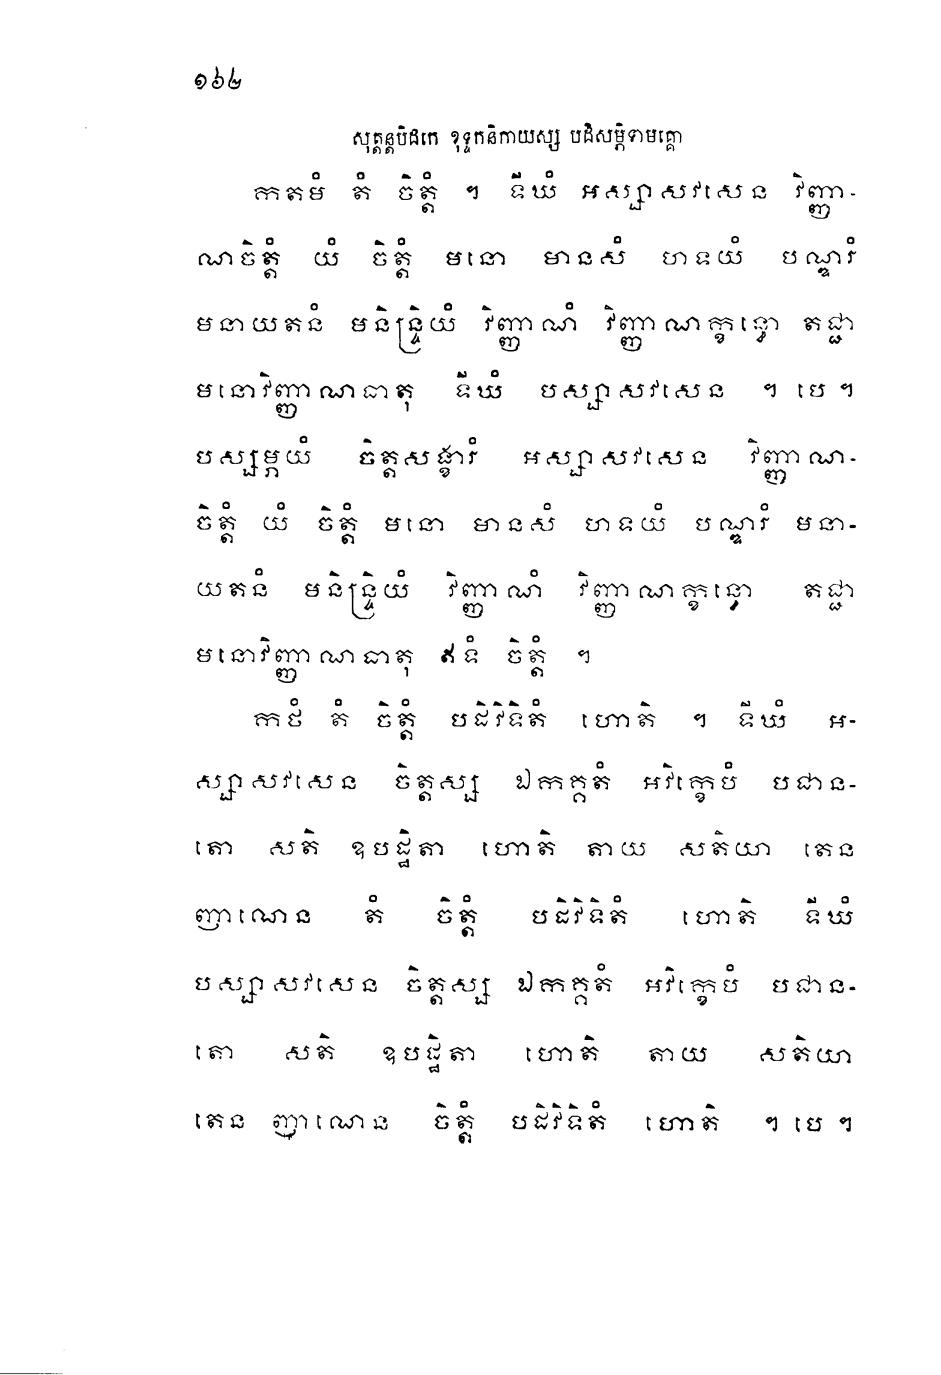 ១៦២
សុត្តន្តបិដកេ ខុទ្ទកនិកាយស្ស បដិសម្ភិទាមគ្គោ
កតមំ តំ ចិត្តំ ។ ទីឃំ អស្សាសវសេន វិញ្ញា-
ណចិត្តំ យំ ចិត្តំ មនោ មានសំ ហទយំ បណ្ឌរំ
មនាយតនំ មនិន្ទ្រិយំ វិញ្ញាណំ វិញ្ញាណក្ខន្ធោ តជ្ជា
មនោវិញ្ញាណធាតុ ទីឃំ បស្សាសវសេន ។ បេ ។
បស្សម្ភយំ ចិត្តសង្ខារំ អស្សាសវសេន វិញ្ញាណ-
ចិត្តំ យំ ចិត្តំ មនោ មានសំ ហទយំ បណ្ឌរំ មនា-
យតនំ មនិន្ទ្រិយំ វិញ្ញាណំ វិញ្ញាណក្ខន្ធោ តជ្ជា
មនោវិញ្ញាណធាតុ ឥទំ ចិត្តំ ។
កថំ តំ ចិត្តំ បដិវិទិតំ ហោតិ ។ ទីឃំ អ-
ស្សាសវសេន ចិត្តស្ស ឯកគ្គតំ អវិក្ខេបំ បជាន-
តោ សតិ ឧបដ្ឋិតា ហោតិ តាយ សតិយា តេន
ញាណេន តំ ចិត្តំ បដិវិទិតំ ហោតិ ទីឃំ
បស្សាសវសេន ចិត្តស្ស ឯកគ្គតំ អវិក្ខេបំ បជាន-
តោ សតិ ឧបដ្ឋិតា ហោតិ តាយ សតិយា
តេន ញាណេន ចិត្តំ បដិវិទិតំ ហោតិ ។ បេ ។